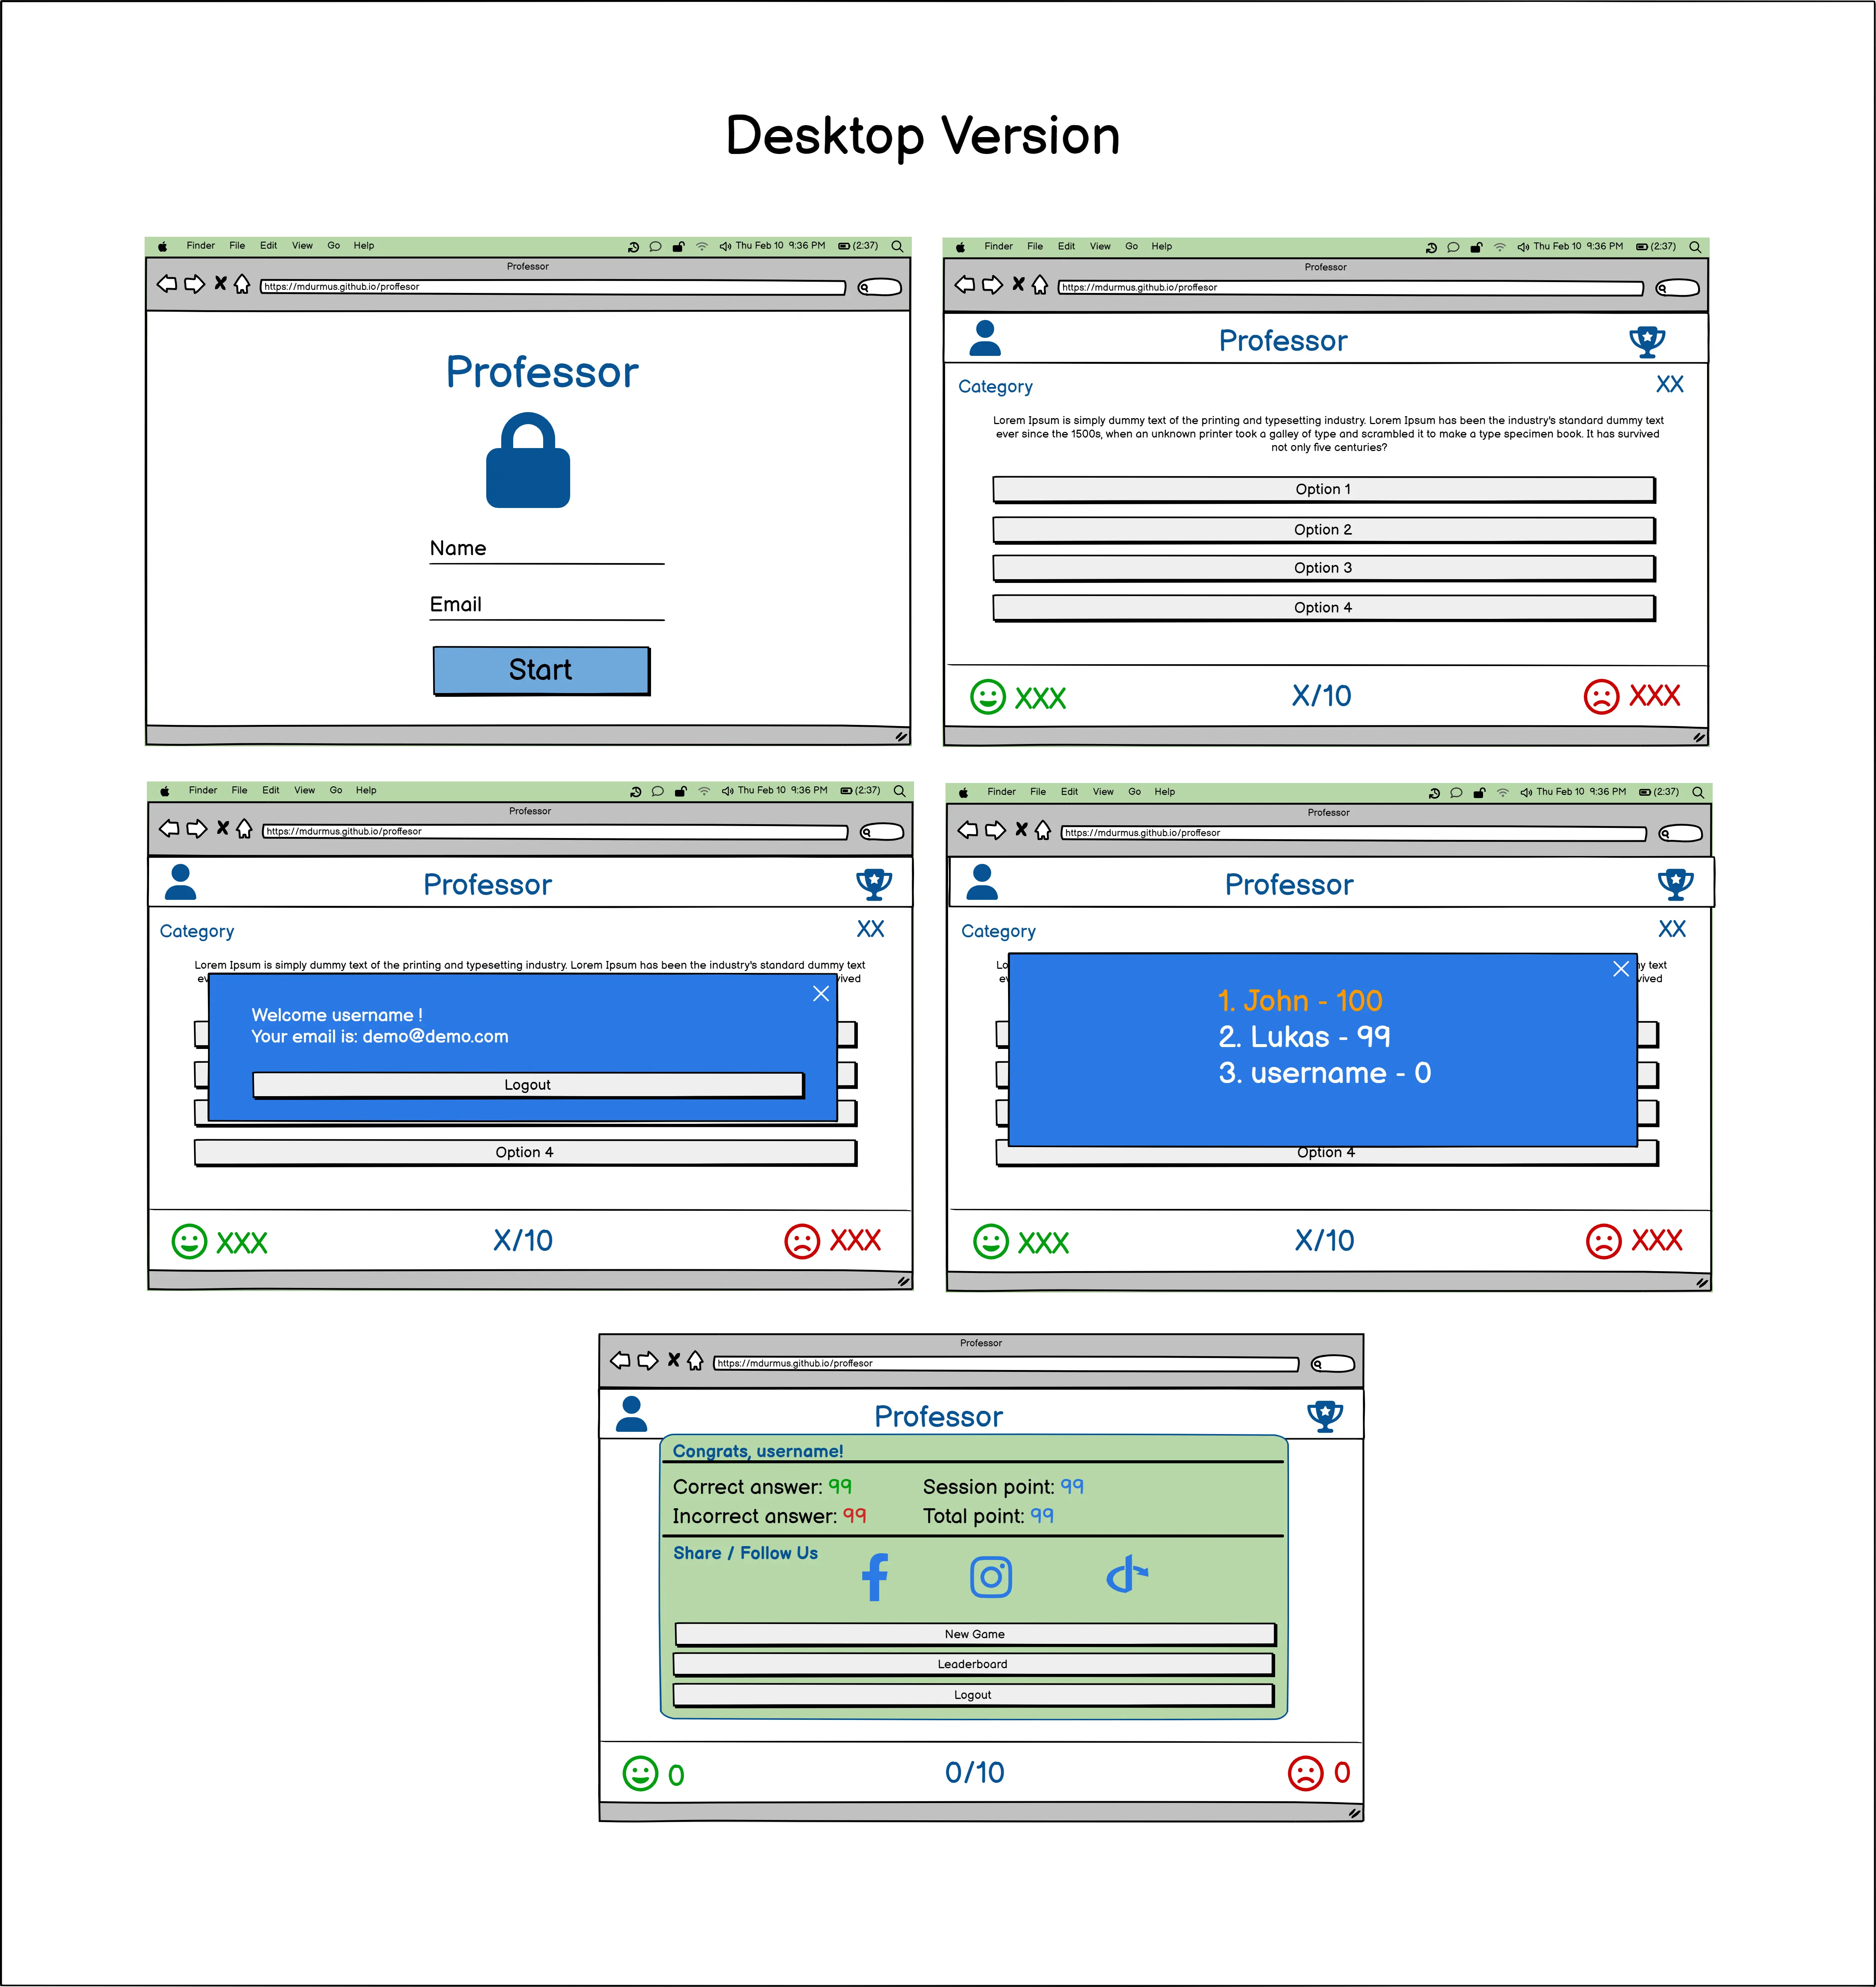 Desktop Version
Finder File Edit View Go Help Thu Feb 10 9:36 PM (2:37)
Professor
https://mdurmus.github.io/proffesor
Professor
Name
Email
Start
Finder File Edit View Go Help Thu Feb 10 9:36 PM (2:37)
Professor
https://mdurmus.github.io/proffesor
Professor
Category XX
Lorem Ipsum is simply dummy text of the printing and typesetting industry. Lorem Ipsum has been the industry's standard dummy text
ever since the 1500s, when an unknown printer took a galley of type and scrambled it to make a type specimen book. It has survived
not only five centuries?
Option 1
Option 2
Option 3
Option 4
XXX X/10 XXX
Finder File Edit View Go Help Thu Feb 10 9:36 PM (2:37)
Professor
https://mdurmus.github.io/proffesor
Professor
Category XX
Lorem Ipsum is simply dummy text of the printing and typesetting industry. Lorem Ipsum has been the industry's standard dummy text
ev vived
Welcome username !
Your email is: demo@demo.com
Logout
Option 4
XXX X/10 XXX
Finder File Edit View Go Help Thu Feb 10 9:36 PM (2:37)
Professor
https://mdurmus.github.io/proffesor
Professor
Category XX
Lo my text
ev vived
1. John - 100
2. Lukas - 99
3. username - 0
Option 4
XXX X/10 XXX
Professor
https://mdurmus.github.io/proffesor
Professor
Congrats, username!
Correct answer: 99 Session point: 99
Incorrect answer: 99 Total point: 99
Share / Follow Us
New Game
Leaderboard
Logout
0 0/10 0